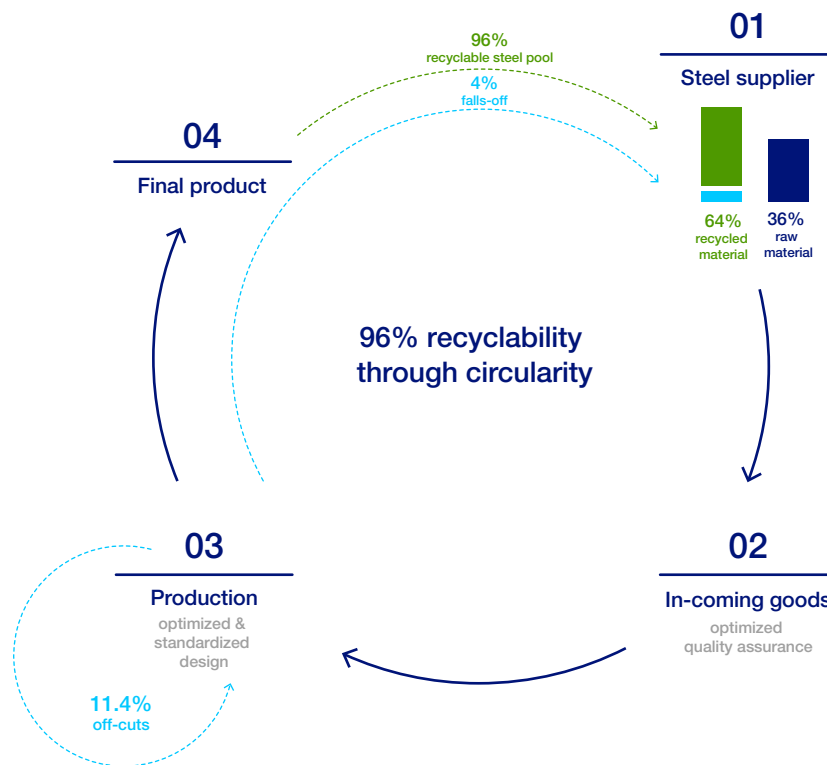 01
Steel supplier
64%
recycled
material
36%
raw
material
96%
recyclable steel pool
4%
falls-off
04
Final product
96% recyclability
through circularity
03
Production
optimized &
standardized
design
11.4%
off-cuts
02
In-coming goods
optimized
quality assurance